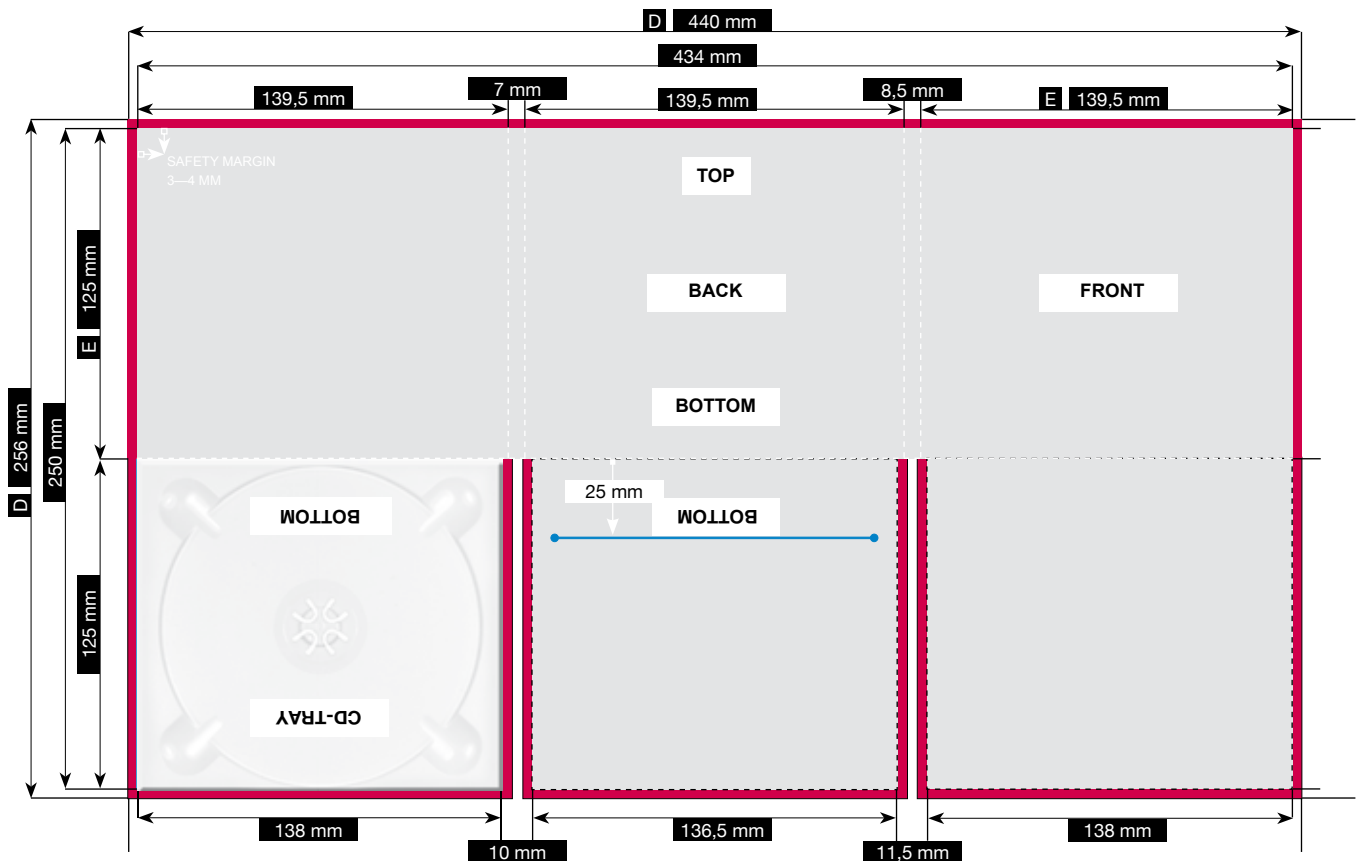 D 440 mm
434 mm
139,5 mm
7 mm
139,5 mm
8,5 mm
E 139,5 mm
SAFETY MARGIN
3—4 MM
TOP
BACK
FRONT
BOTTOM
125 mm
E
D 256 mm
250 mm
125 mm
BOTTOM
25 mm
BOTTOM
CD-TRAY
138 mm
10 mm
136,5 mm
11,5 mm
138 mm